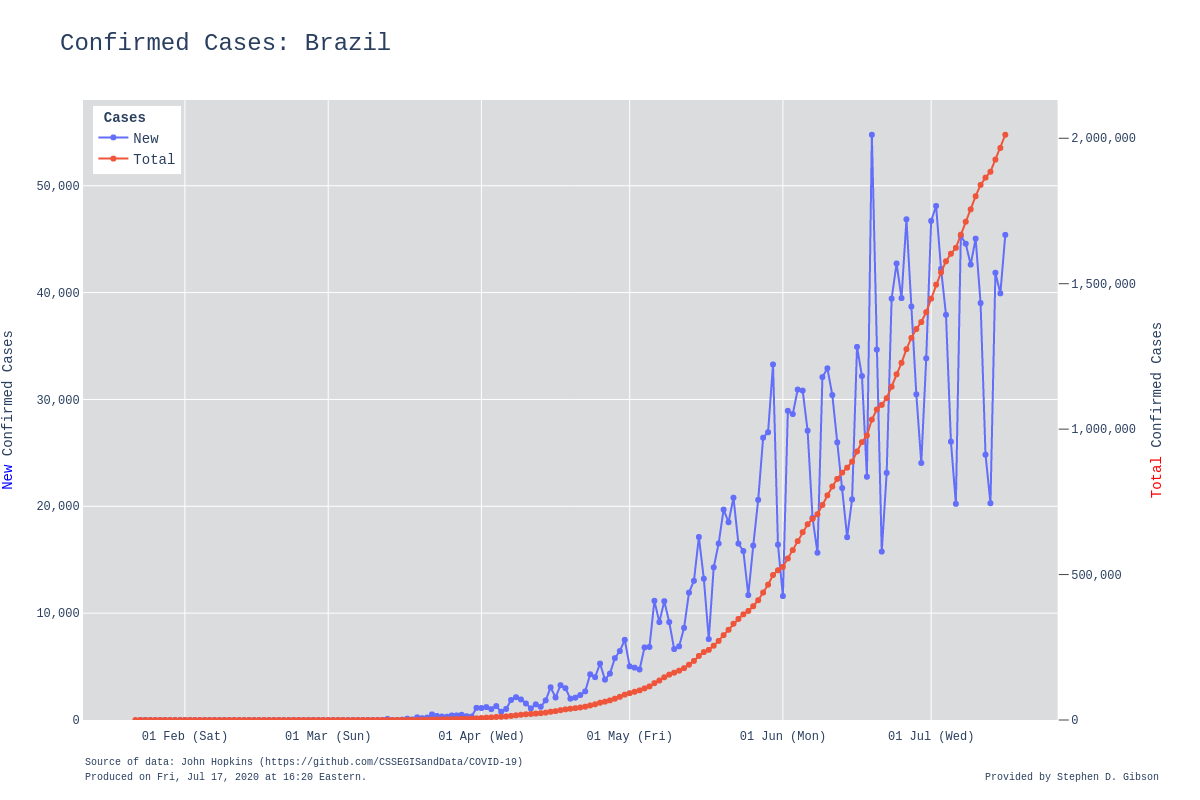 Confirmed Cases: Brazil
Cases
New
Total
50,000
40,000
30,000
20,000
10,000
0
2,000,000
1,500,000
1,000,000
500,000
0
New Confirmed Cases
Total Confirmed Cases
01 Feb (Sat)
01 Mar (Sun)
01 Apr (Wed)
01 May (Fri)
01 Jun (Mon)
01 Jul (Wed)
Source of data: John Hopkins (https://github.com/CSSEGISandData/COVID-19)
Produced on Fri, Jul 17, 2020 at 16:20 Eastern.
Provided by Stephen D. Gibson